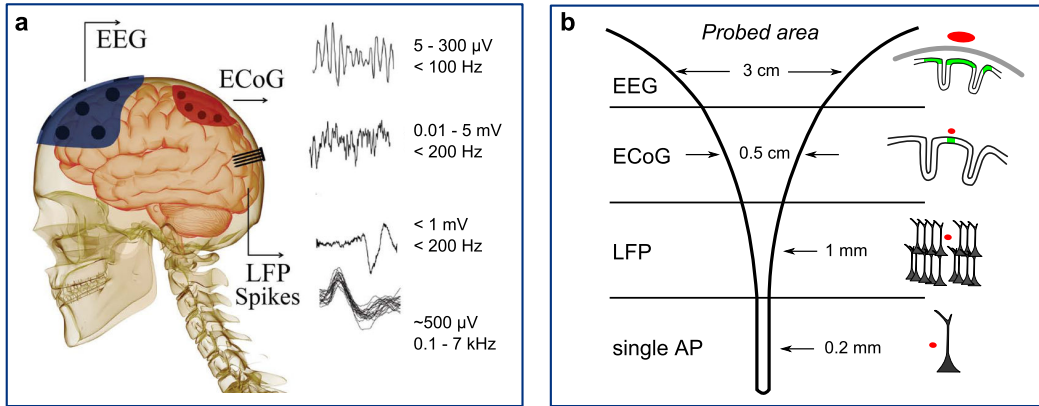 a
EEG
ECoG
LFP
Spikes
5 - 300 µV
< 100 Hz
0.01 - 5 mV
< 200 Hz
< 1 mV
< 200 Hz
~500 µV
0.1 - 7 kHz
b
Probed area
EEG
3 cm
ECoG
0.5 cm
LFP
1 mm
single AP
0.2 mm